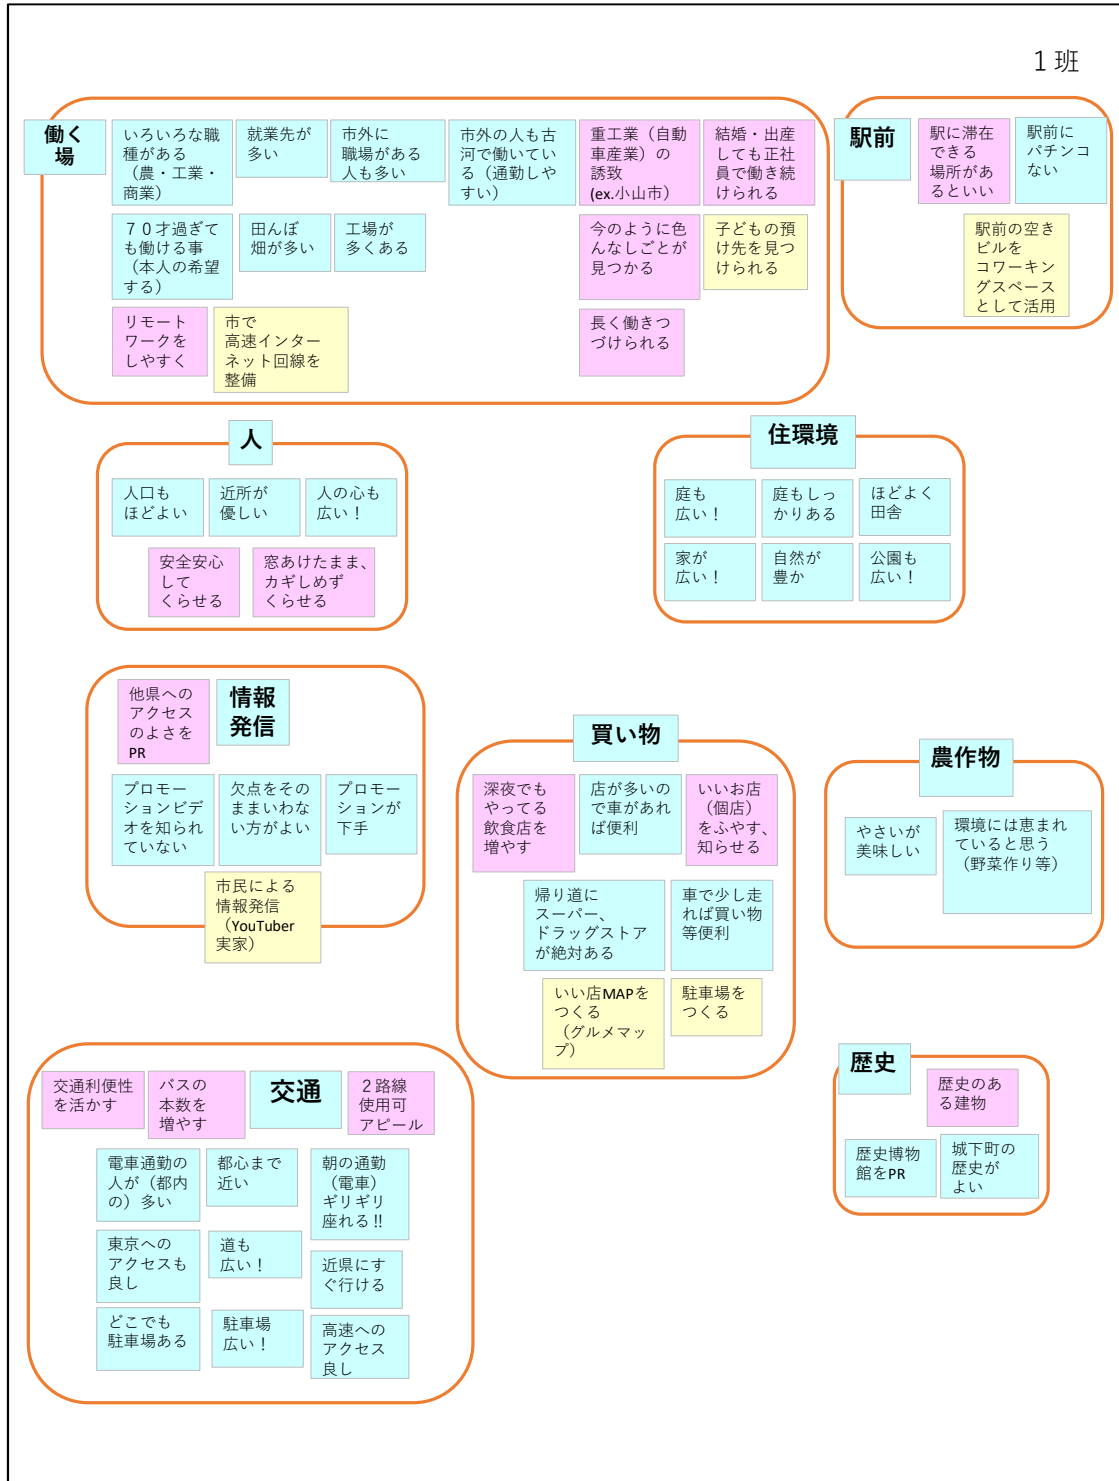 １班
働く
場
いろいろな職
種がある
（農・工業・
商業）
就業先が
多い
市外に
職場がある
人も多い
市外の人も古
河で働いてい
る（通勤しや
すい）
重工業（自動
車産業）の
誘致
(ex.小山市）
結婚・出産
しても正社
員で働き続
けられる
７０才過ぎて
も働ける事
（本人の希望
する）
田んぼ
畑が多い
工場が
多くある
今のように色
んなしごとが
見つかる
子どもの預
け先を見つ
けられる
リモート
ワークを
しやすく
市で
高速インター
ネット回線を
整備
長く働きつ
づけられる
駅前
駅に滞在
できる
場所があ
るといい
駅前に
パチンコ
ない
駅前の空き
ビルを
コワーキン
グスペース
として活用
人
人口も
ほどよい
近所が
優しい
人の心も
広い！
安全安心
して
くらせる
窓あけたまま、
カギしめず
くらせる
住環境
庭も
広い！
庭もしっ
かりある
ほどよく
田舎
家が
広い！
自然が
豊か
公園も
広い！
他県への
アクセス
のよさを
PR
情報
発信
プロモー
ションビデ
オを知られ
ていない
欠点をその
ままいわな
い方がよい
プロモー
ションが
下手
市民による
情報発信
（YouTuber
実家）
買い物
深夜でも
やってる
飲食店を
増やす
店が多いの
で車があれ
ば便利
いいお店
（個店）
をふやす、
知らせる
帰り道に
スーパー、
ドラッグストア
が絶対ある
車で少し走
れば買い物
等便利
いい店MAPを
つくる
（グルメマッ
プ）
駐車場を
つくる
農作物
やさいが
美味しい
環境には恵まれ
ていると思う
（野菜作り等）
交通利便性
を活かす
バスの
本数を
増やす
交通
２路線
使用可
アピール
電車通勤の
人が（都内
の）多い
都心まで
近い
朝の通勤
（電車）
ギリギリ
座れる!!
東京への
アクセスも
良し
道も
広い！
近県にす
ぐ行ける
どこでも
駐車場ある
駐車場
広い！
高速への
アクセス
良し
歴史
歴史のあ
る建物
歴史博物
館をPR
城下町の
歴史が
よい